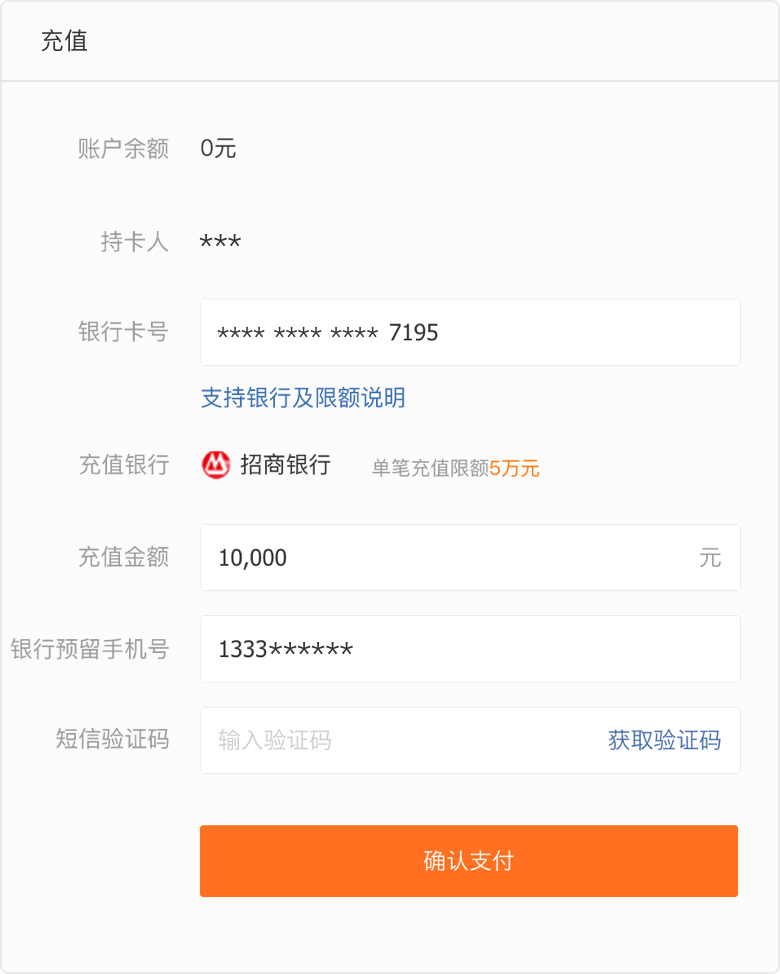 充值
账户余额 0元
持卡人 ***
银行卡号 **** **** **** 7195
支持银行及限额说明
充值银行 招商银行 单笔充值限额5万元
充值金额 10,000 元
银行预留手机号 1333******
短信验证码 输入验证码 获取验证码
确认支付